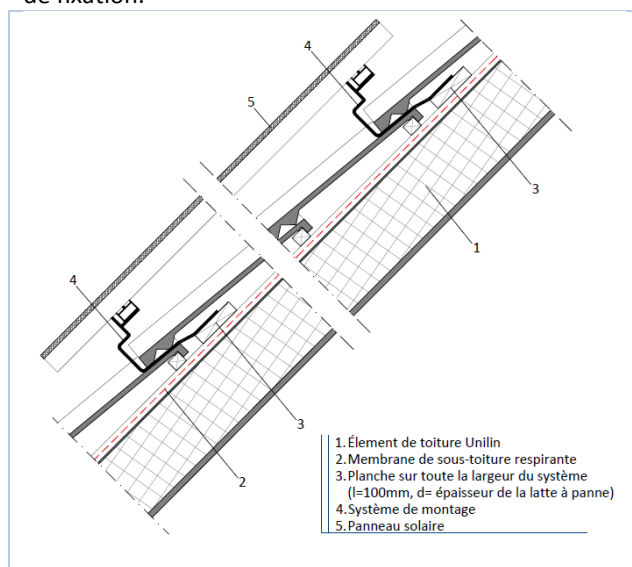 de fixation.
4
5
3
1
4
3
2
1.Élement de toiture Unilin
2.Membrane de sous-toiture respirante
3.Planche sur toute la largeur du système
(l=100mm, d= épaisseur de la latte à panne)
4.Système de montage
5.Panneau solaire